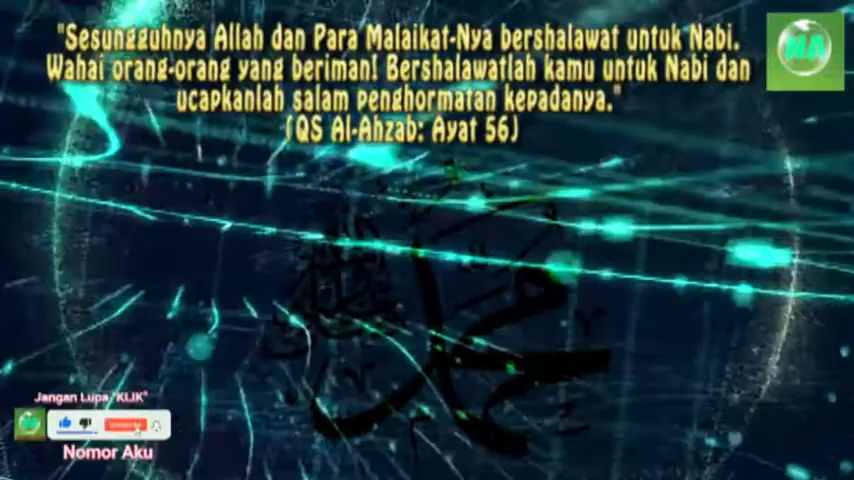 "Sesungguhnya Allah dan Para Malaikat-Nya bershalawat untuk Nabi.
Wahai orang-orang yang beriman! Bershalawatlah kamu untuk Nabi dan
ucapkanlah salam penghormatan kepadanya."
(QS Al-Ahzab: Ayat 56)
NA
Jangan Lupa "KLIK"
Nomor Aku